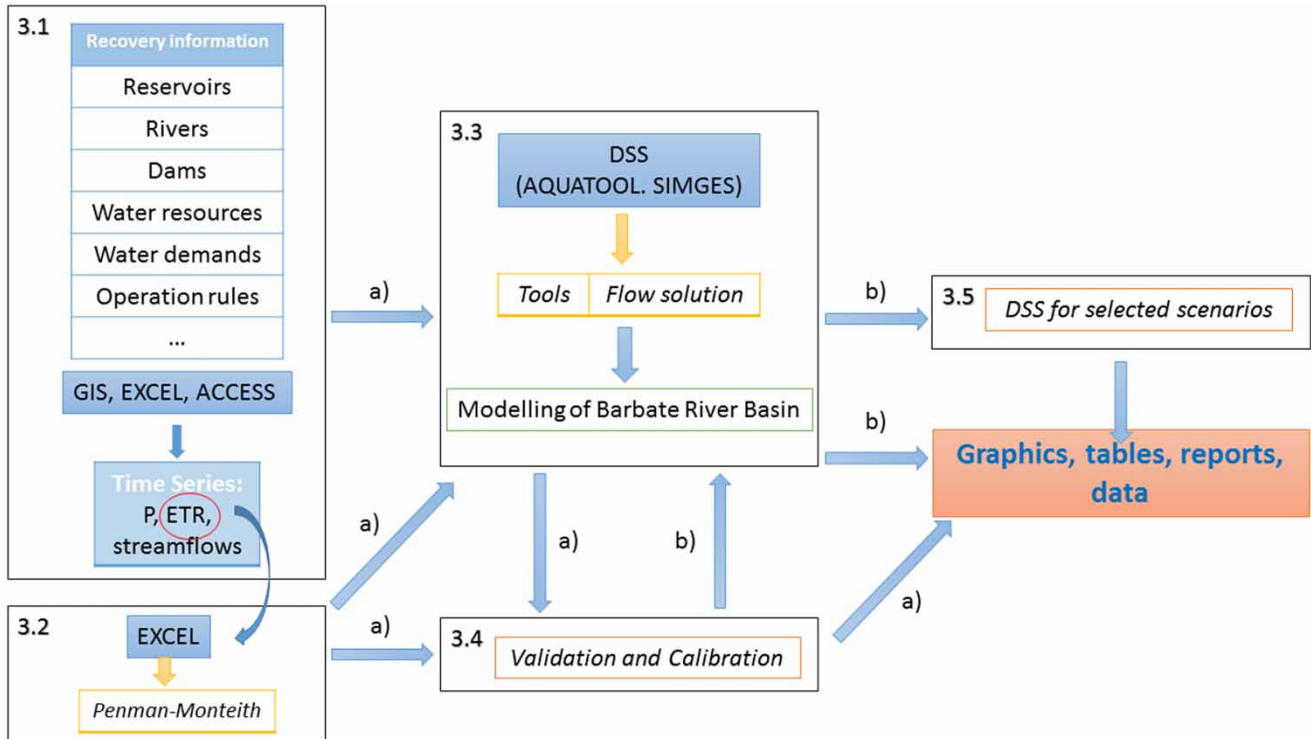 3.1
Recovery information
Reservoirs
Rivers
Dams
Water resources
Water demands
Operation rules
...
GIS, EXCEL, ACCESS
Time Series:
P, ETR,
streamflows
3.2
EXCEL
Penman-Monteith
a)
a)
a)
3.3
DSS
(AQUATOOL. SIMGES)
Tools
Flow solution
Modelling of Barbate River Basin
a)
b)
3.4
Validation and Calibration
b)
b)
a)
3.5
DSS for selected scenarios
Graphics, tables, reports,
data